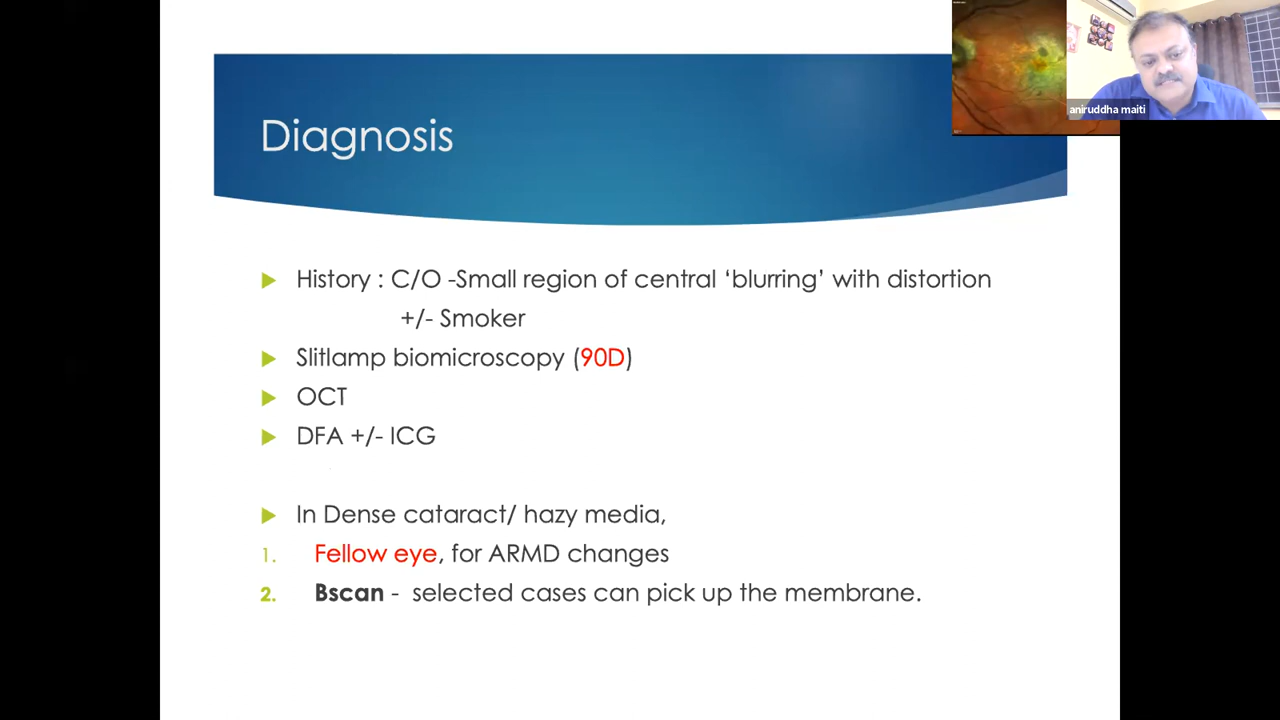 Diagnosis
aniruddha maiti
History : C/O -Small region of central ‘blurring’ with distortion
+/- Smoker
Slitlamp biomicroscopy (90D)
OCT
DFA +/- ICG
In Dense cataract/ hazy media,
1. Fellow eye, for ARMD changes
2. Bscan - selected cases can pick up the membrane.